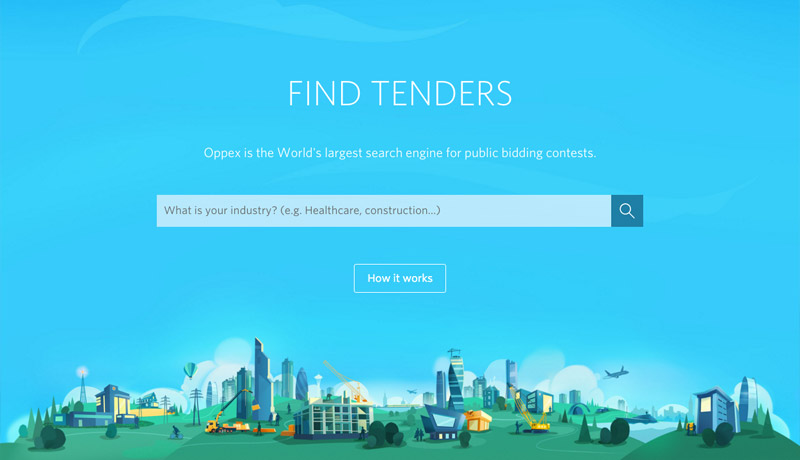 FIND TENDERS
Oppex is the World's largest search engine for public bidding contests.
What is your industry? (e.g. Healthcare, construction...)
How it works